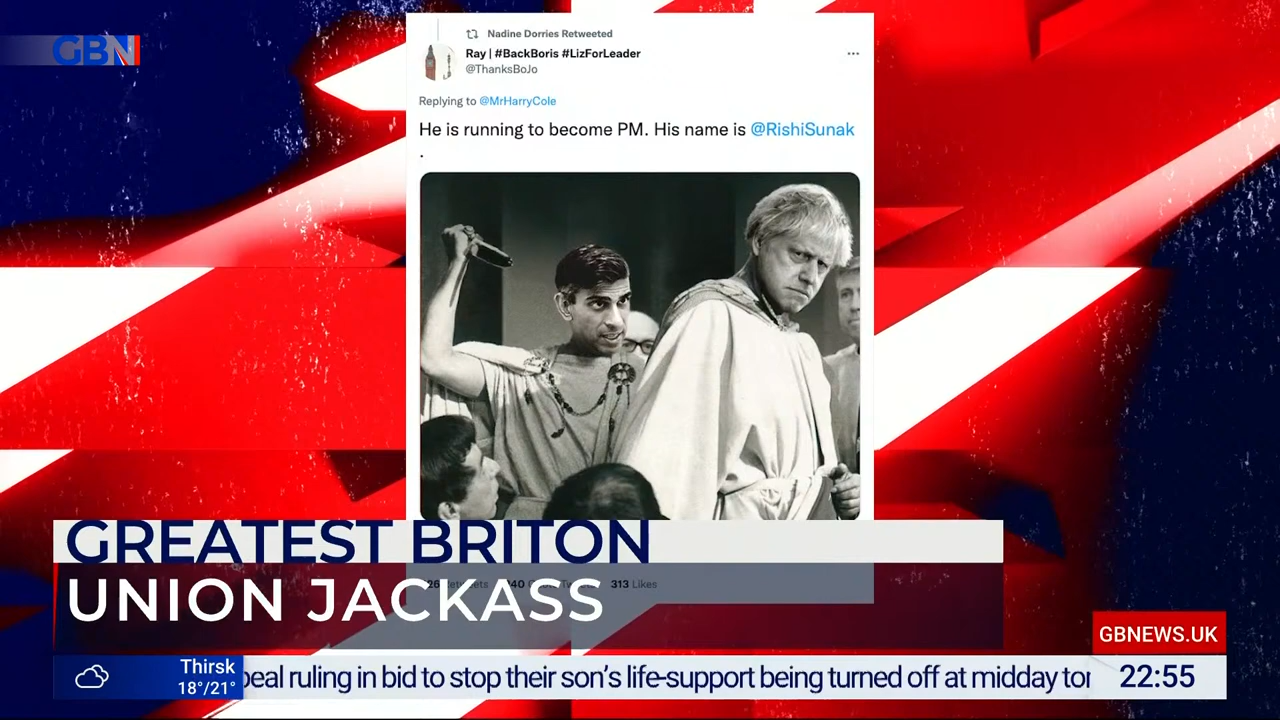 GBN
Nadine Dorries Retweeted
Ray | #BackBoris #LizForLeader
@ThanksBoJo
Replying to @MrHarryCole
He is running to become PM. His name is @RishiSunak
.
GREATEST BRITON
313 Likes
UNION JACKASS
GBNEWS.UK
Thirsk
18°/21°
peal ruling in bid to stop their son's life-support being turned off at midday tor
22:55